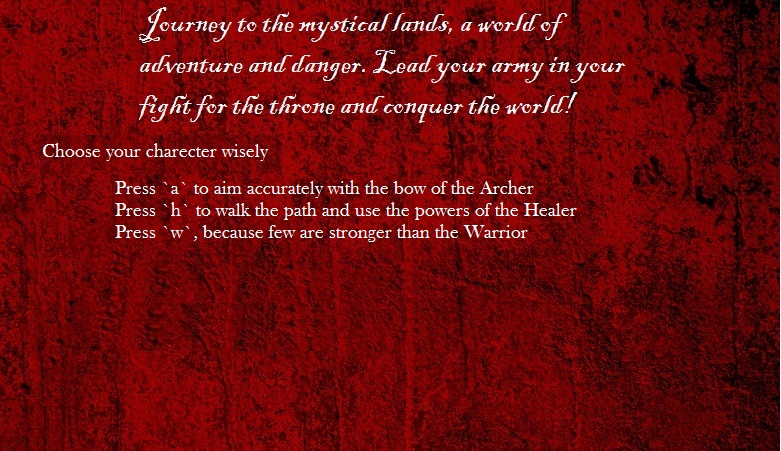 Journey to the mystical lands, a world of
adventure and danger. Lead your army in your
fight for the throne and conquer the world!
Choose your charecter wisely
Press `a` to aim accurately with the bow of the Archer
Press `h` to walk the path and use the powers of the Healer
Press `w`, because few are stronger than the Warrior